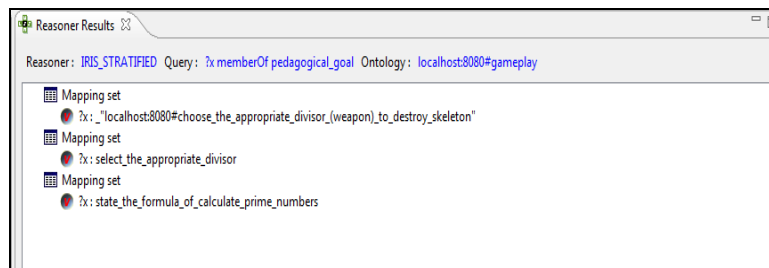 Reasoner Results
Reasoner: IRIS_STRATIFIED Query: ?x memberOf pedagogical_goal Ontology: localhost:8080#gameplay
Mapping set
?x : _"localhost:8080#choose_the_appropriate_divisor_(weapon)_to_destroy_skeleton"
Mapping set
?x : select_the_appropriate_divisor
Mapping set
?x : state_the_formula_of_calculate_prime_numbers